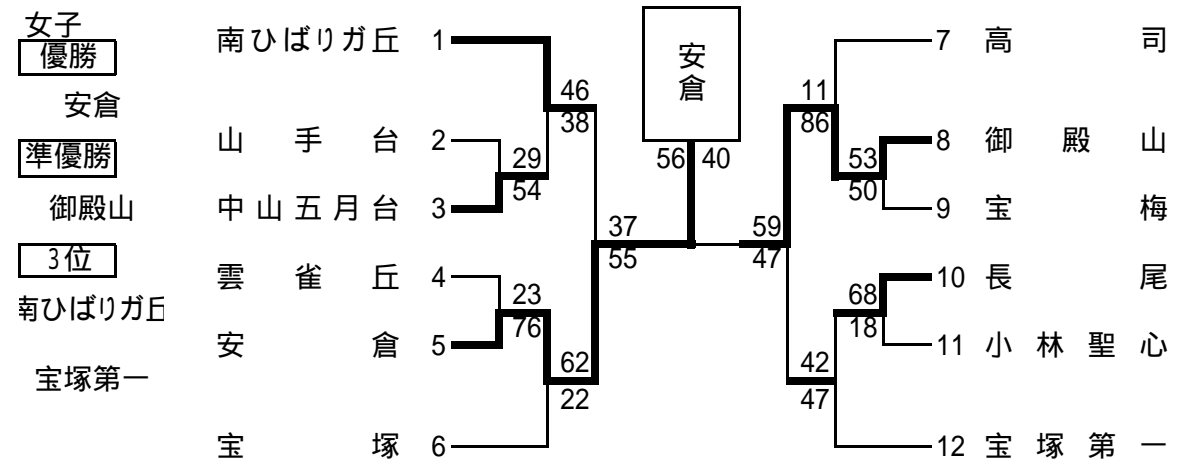 女子
優勝
安倉
準優勝
御殿山
3位
南ひばりガ丘
宝塚第一
南ひばりガ丘 1
山手台 2
中山五月台 3
雲雀丘 4
安倉 5
宝塚 6
46
38
29
54
37
55
23
76
62
22
安倉
56 40
11
86
53
50
59
47
68
18
42
47
7 高司
8 御殿山
9 宝梅
10 長尾
11 小林聖心
12 宝塚第一